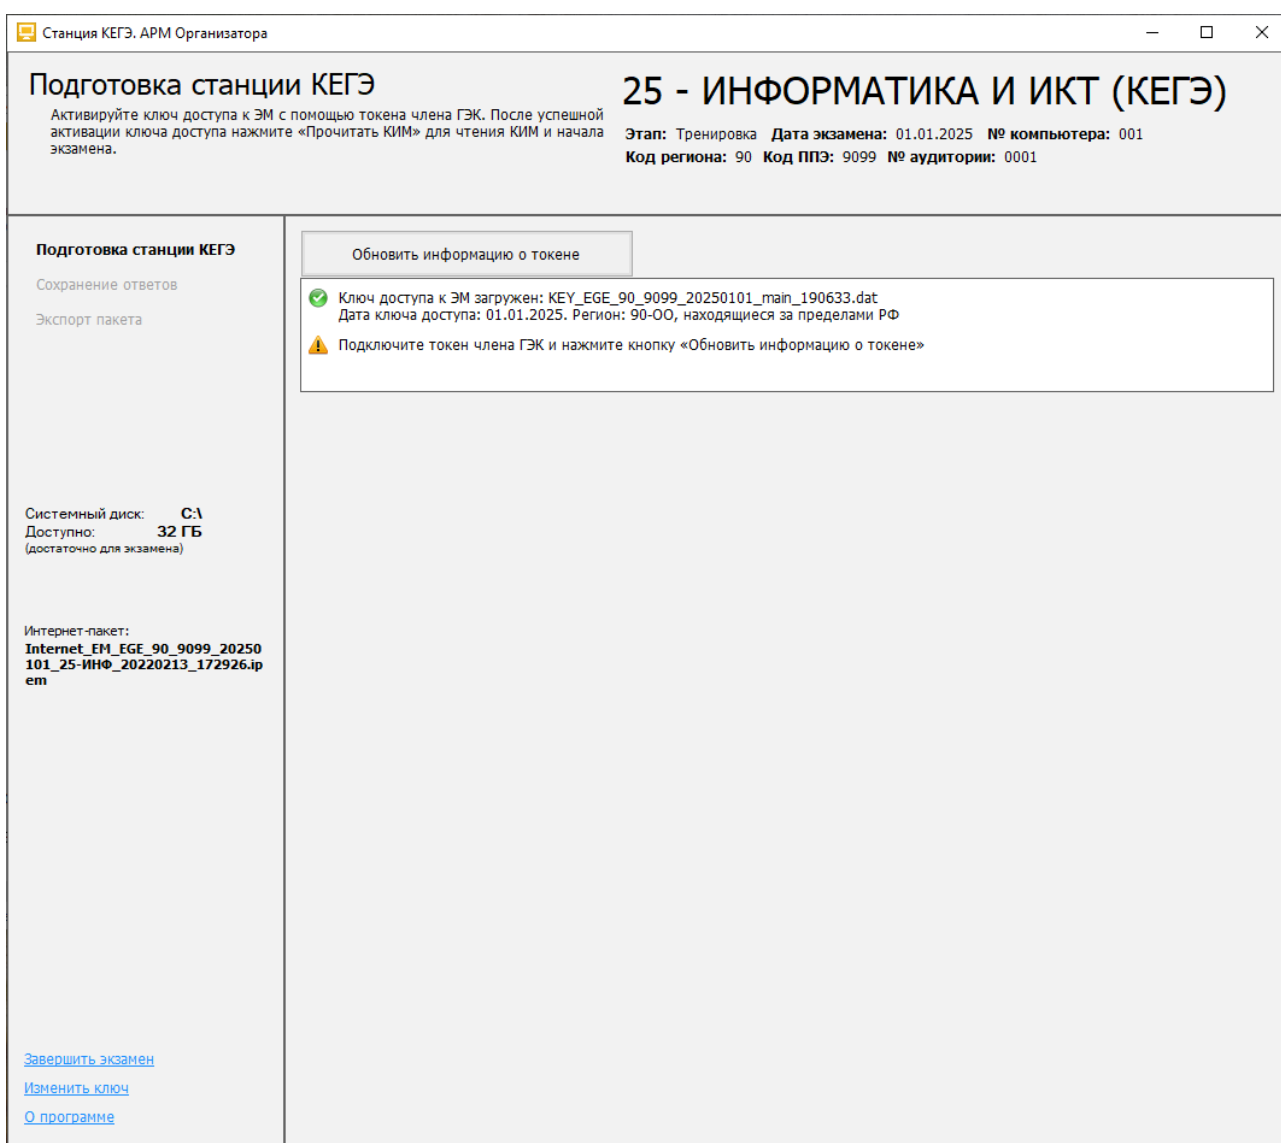 Станция КЕГЭ. АРМ Организатора
Подготовка станции КЕГЭ
Активируйте ключ доступа к ЭМ с помощью токена члена ГЭК. После успешной
активации ключа доступа нажмите «Прочитать КИМ» для чтения КИМ и начала
экзамена.
25 - ИНФОРМАТИКА И ИКТ (КЕГЭ)
Этап: Тренировка Дата экзамена: 01.01.2025 № компьютера: 001
Код региона: 90 Код ППЭ: 9099 № аудитории: 0001
Подготовка станции КЕГЭ
Сохранение ответов
Экспорт пакета
Системный диск: C:\
Доступно: 32 ГБ
(достаточно для экзамена)
Интернет-пакет:
Internet_EM_EGE_90_9099_20250
101_25-ИНФ_20220213_172926.ip
em
Завершить экзамен
Изменить ключ
О программе
Обновить информацию о токене
Ключ доступа к ЭМ загружен: KEY_EGE_90_9099_20250101_main_190633.dat
Дата ключа доступа: 01.01.2025. Регион: 90-ОО, находящиеся за пределами РФ
Подключите токен члена ГЭК и нажмите кнопку «Обновить информацию о токене»